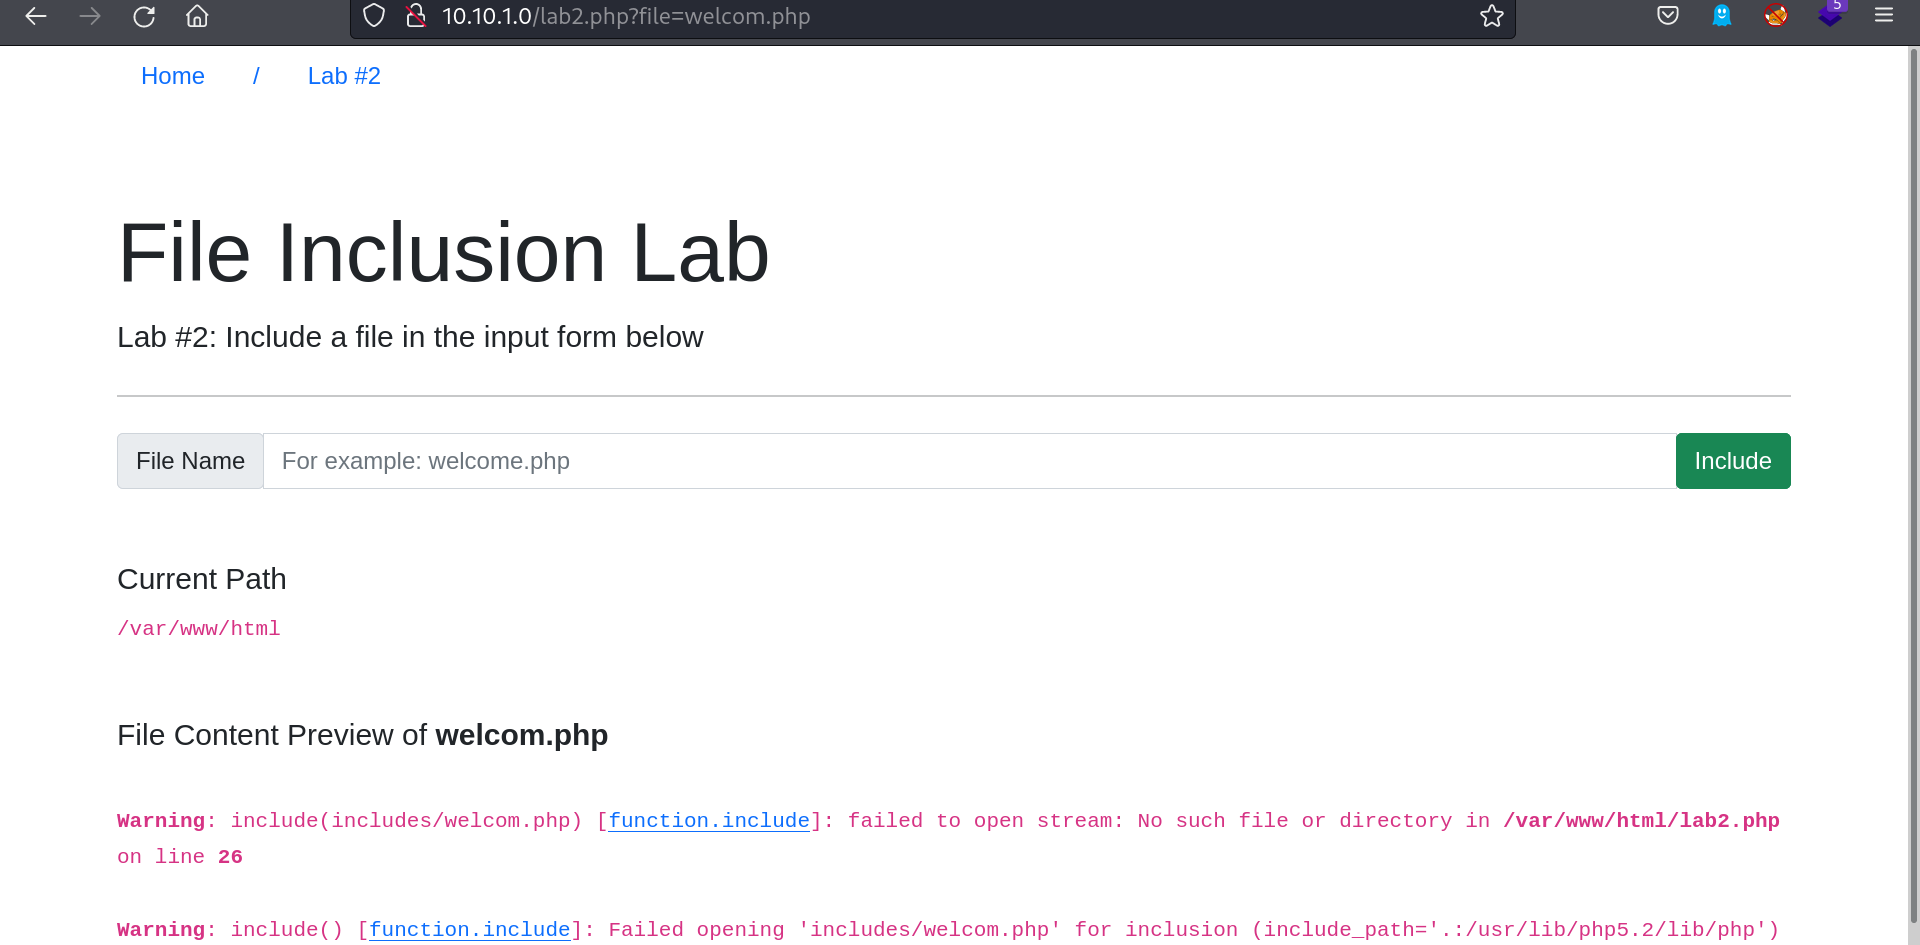 10.10.1.0/lab2.php?file=welcom.php
5
Home / Lab #2
File Inclusion Lab
Lab #2: Include a file in the input form below
File Name For example: welcome.php Include
Current Path
/var/www/html
File Content Preview of welcom.php
Warning: include(includes/welcom.php) [function.include]: failed to open stream: No such file or directory in /var/www/html/lab2.php
on line 26
Warning: include() [function.include]: Failed opening 'includes/welcom.php' for inclusion (include_path='.:/usr/lib/php5.2/lib/php')